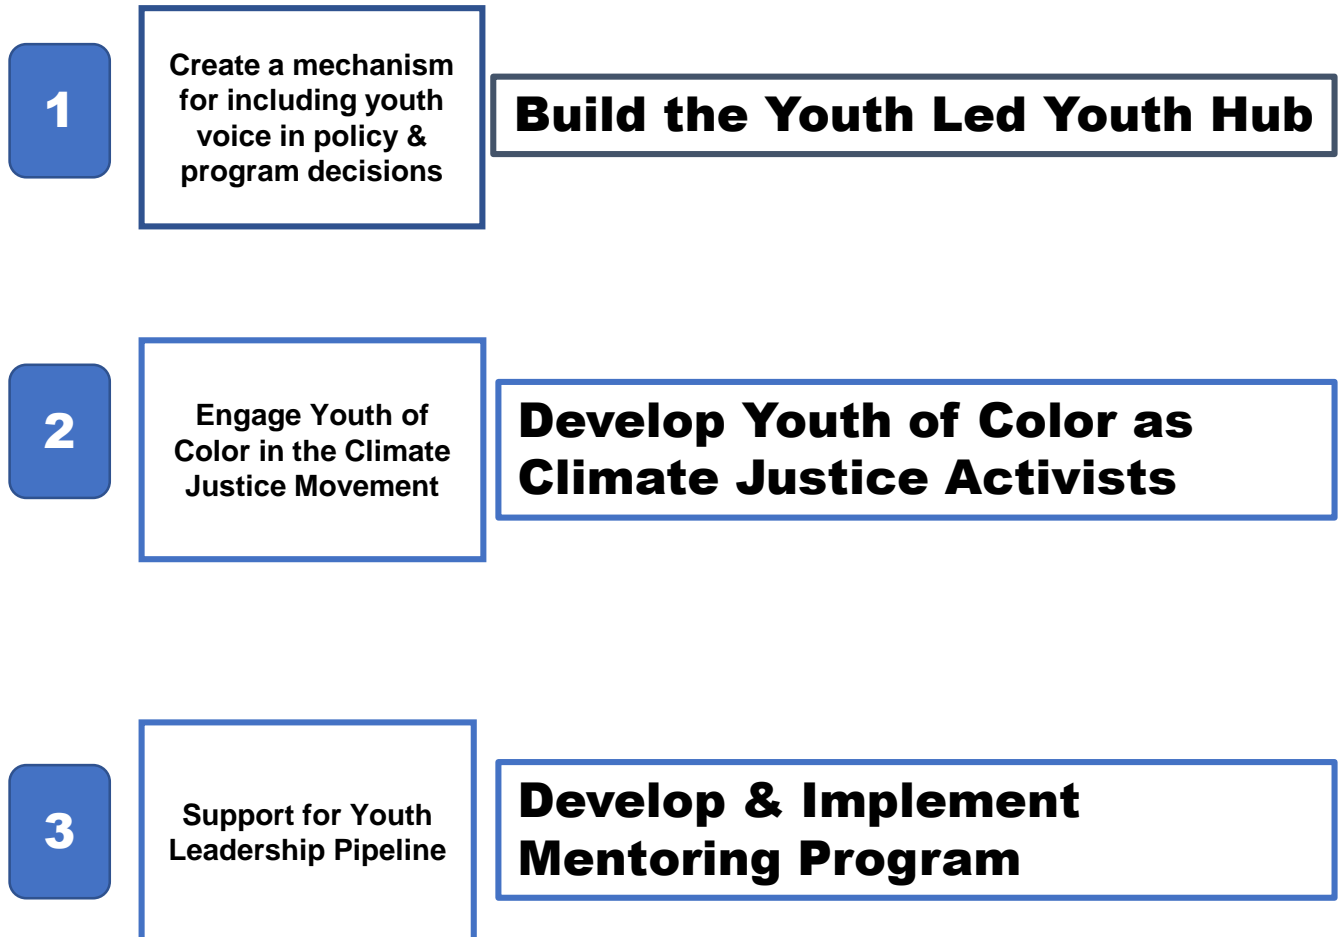 1
Create a mechanism
for including youth
voice in policy &
program decisions
Build the Youth Led Youth Hub
2
Engage Youth of
Color in the Climate
Justice Movement
Develop Youth of Color as
Climate Justice Activists
3
Support for Youth
Leadership Pipeline
Develop & Implement
Mentoring Program